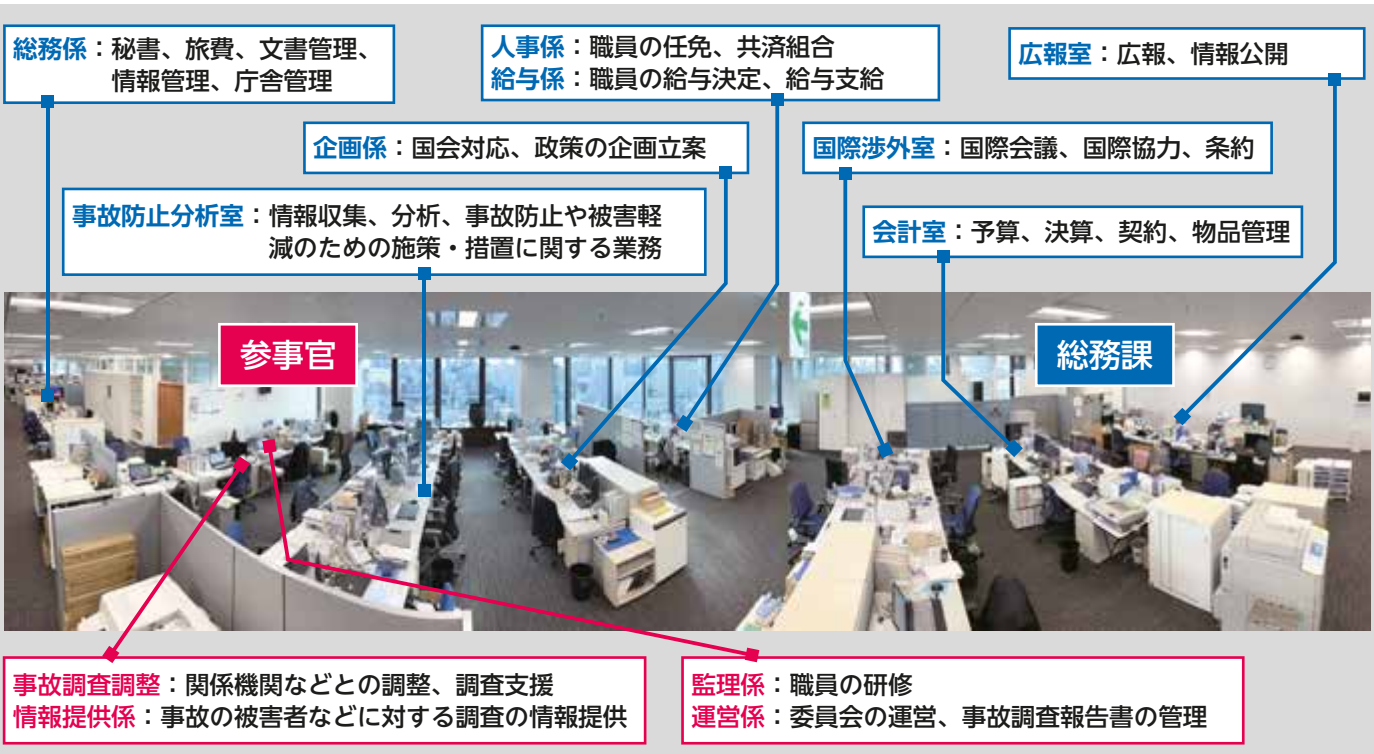 総務係：秘書、旅費、文書管理、
情報管理、庁舎管理
人事係：職員の任免、共済組合
給与係：職員の給与決定、給与支給
広報室：広報、情報公開
企画係：国会対応、政策の企画立案
国際渉外室：国際会議、国際協力、条約
事故防止分析室：情報収集、分析、事故防止や被害軽
減のための施策・措置に関する業務
会計室：予算、決算、契約、物品管理
参事官
総務課
事故調査調整：関係機関などとの調整、調査支援
情報提供係：事故の被害者などに対する調査の情報提供
監理係：職員の研修
運営係：委員会の運営、事故調査報告書の管理